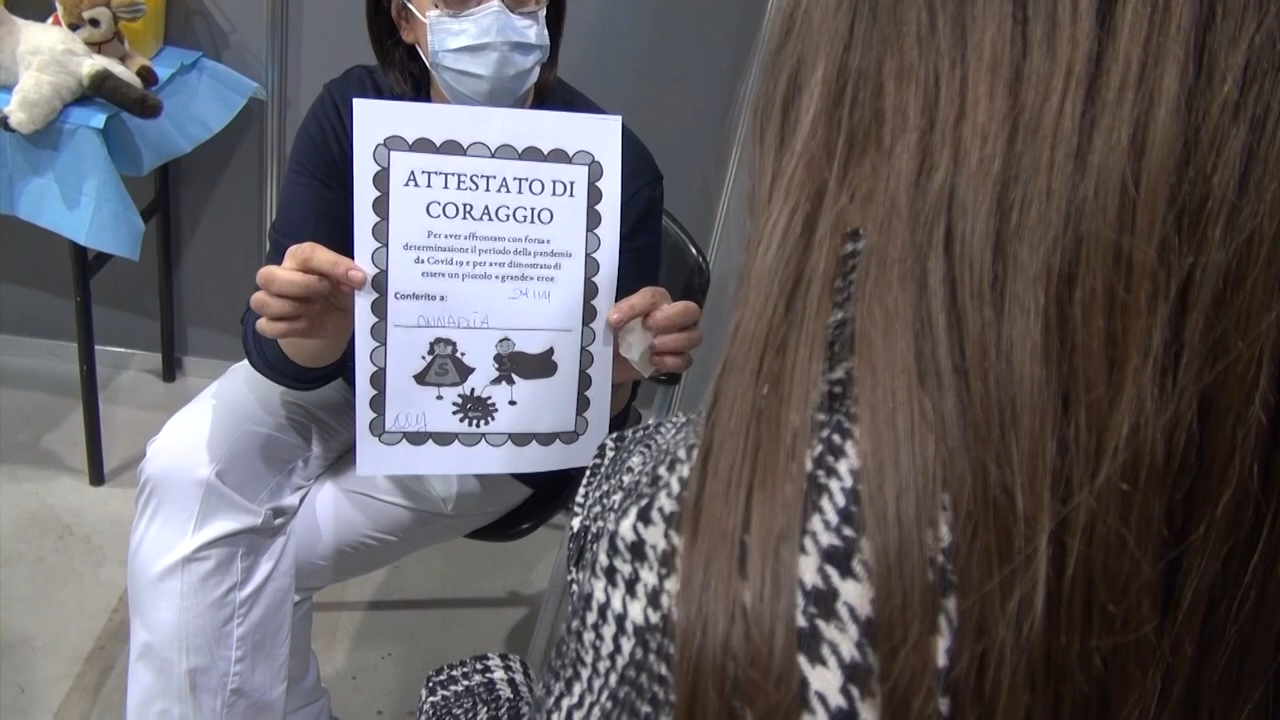 ATTESTATO DI
CORAGGIO
Per aver affrontato con forza e
determinazione il periodo della pandemia
da Covid 19 e per aver dimostrato di
essere un piccolo «grande» eroe
Conferito a:
S
S